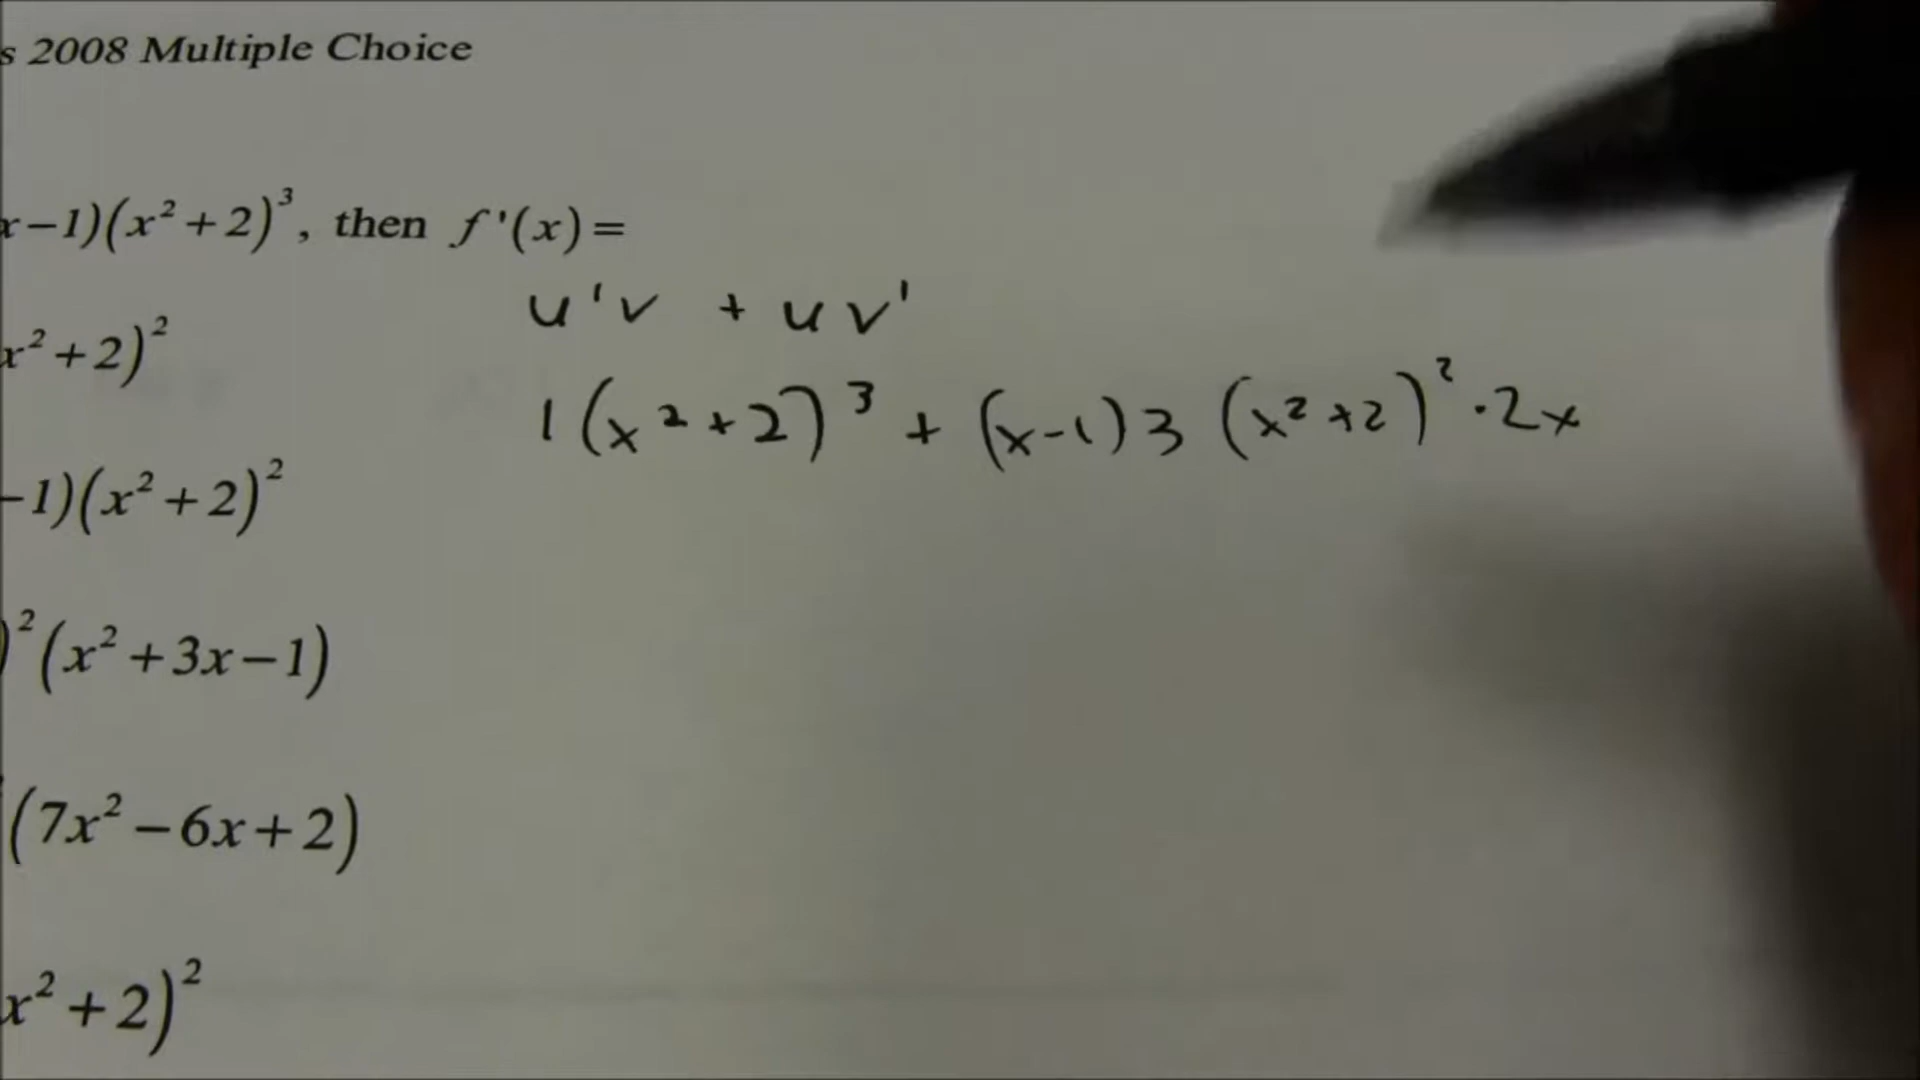 s 2008 Multiple Choice
x−1)(x²+2)³, then f'(x)=
u'v + uv'
x²+2)²
1(x²+2)³ + (x-1)3(x²+2)²·2x
−1)(x²+2)²
)²(x²+3x−1)
(7x²−6x+2)
x²+2)²